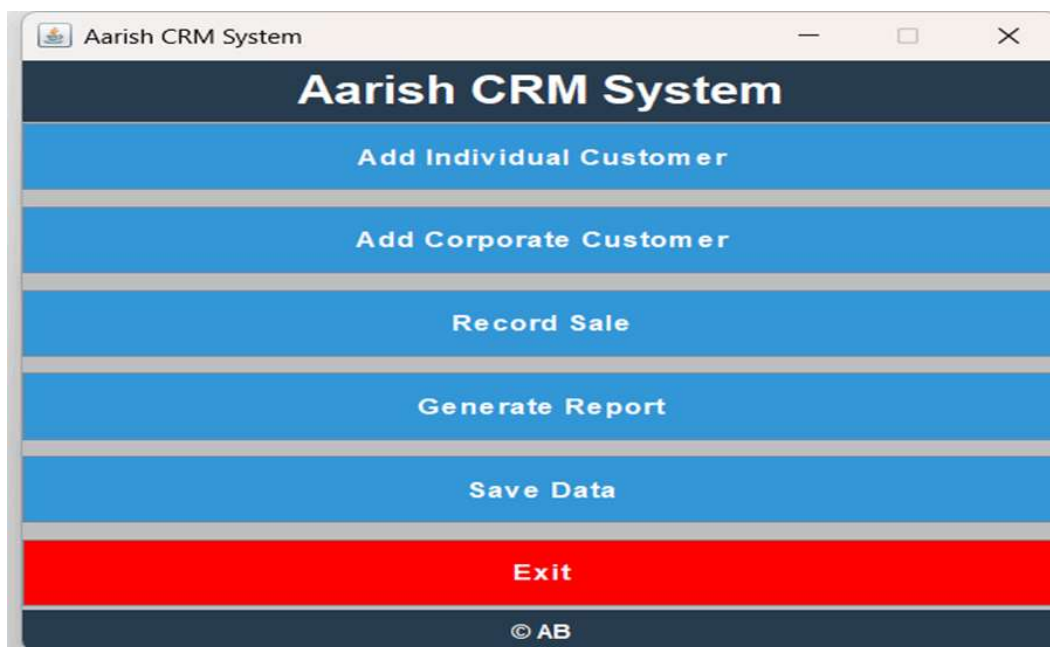 Aarish CRM System
Aarish CRM System
Add Individual Customer
Add Corporate Customer
Record Sale
Generate Report
Save Data
Exit
© AB